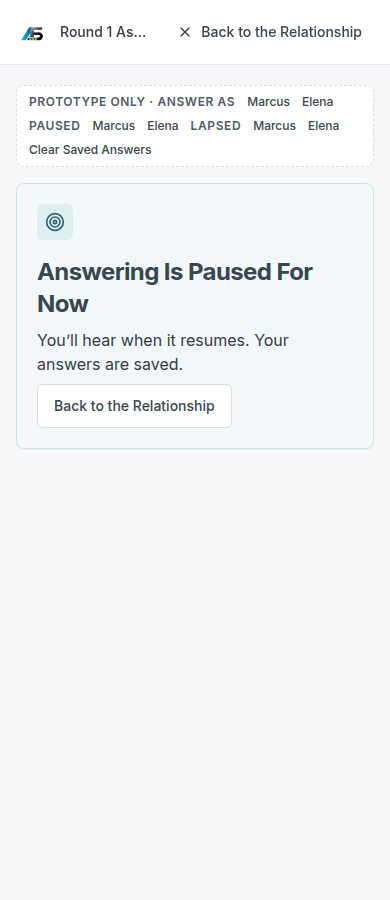 Round 1 As...
Back to the Relationship
PROTOTYPE ONLY · ANSWER AS Marcus Elena
PAUSED Marcus Elena LAPSED Marcus Elena
Clear Saved Answers
Answering Is Paused For
Now
You'll hear when it resumes. Your
answers are saved.
Back to the Relationship